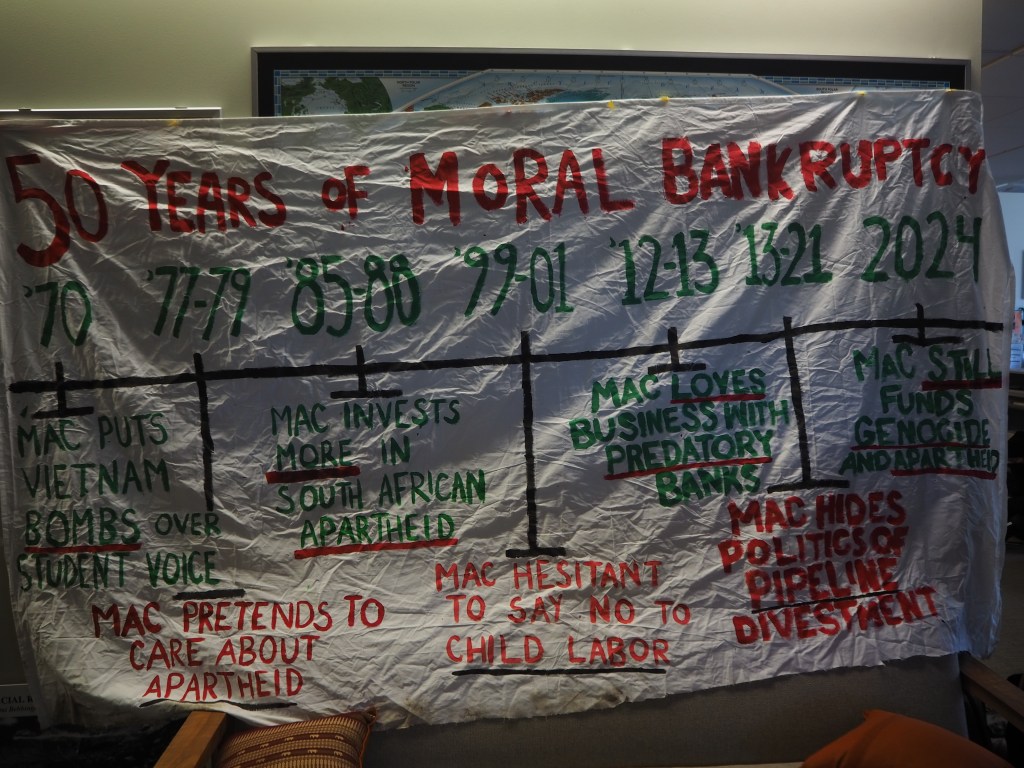 50 YEARS OF MORAL BANKRUPTCY
'70 '77-79 '85-88 '99-01 '12-13 '13-21 2024
MAC PUTS
VIETNAM
BOMBS OVER
STUDENT VOICE
MAC PRETENDS TO
CARE ABOUT
APARTHEID
MAC INVESTS
MORE IN
SOUTH AFRICAN
APARTHEID
MAC HESITANT
TO SAY NO TO
CHILD LABOR
MAC LOVES
BUSINESS WITH
PREDATORY
BANKS
MAC HIDES
POLITICS OF
PIPELINE
DIVESTMENT
MAC STILL
FUNDS
GENOCIDE
AND APARTHEID